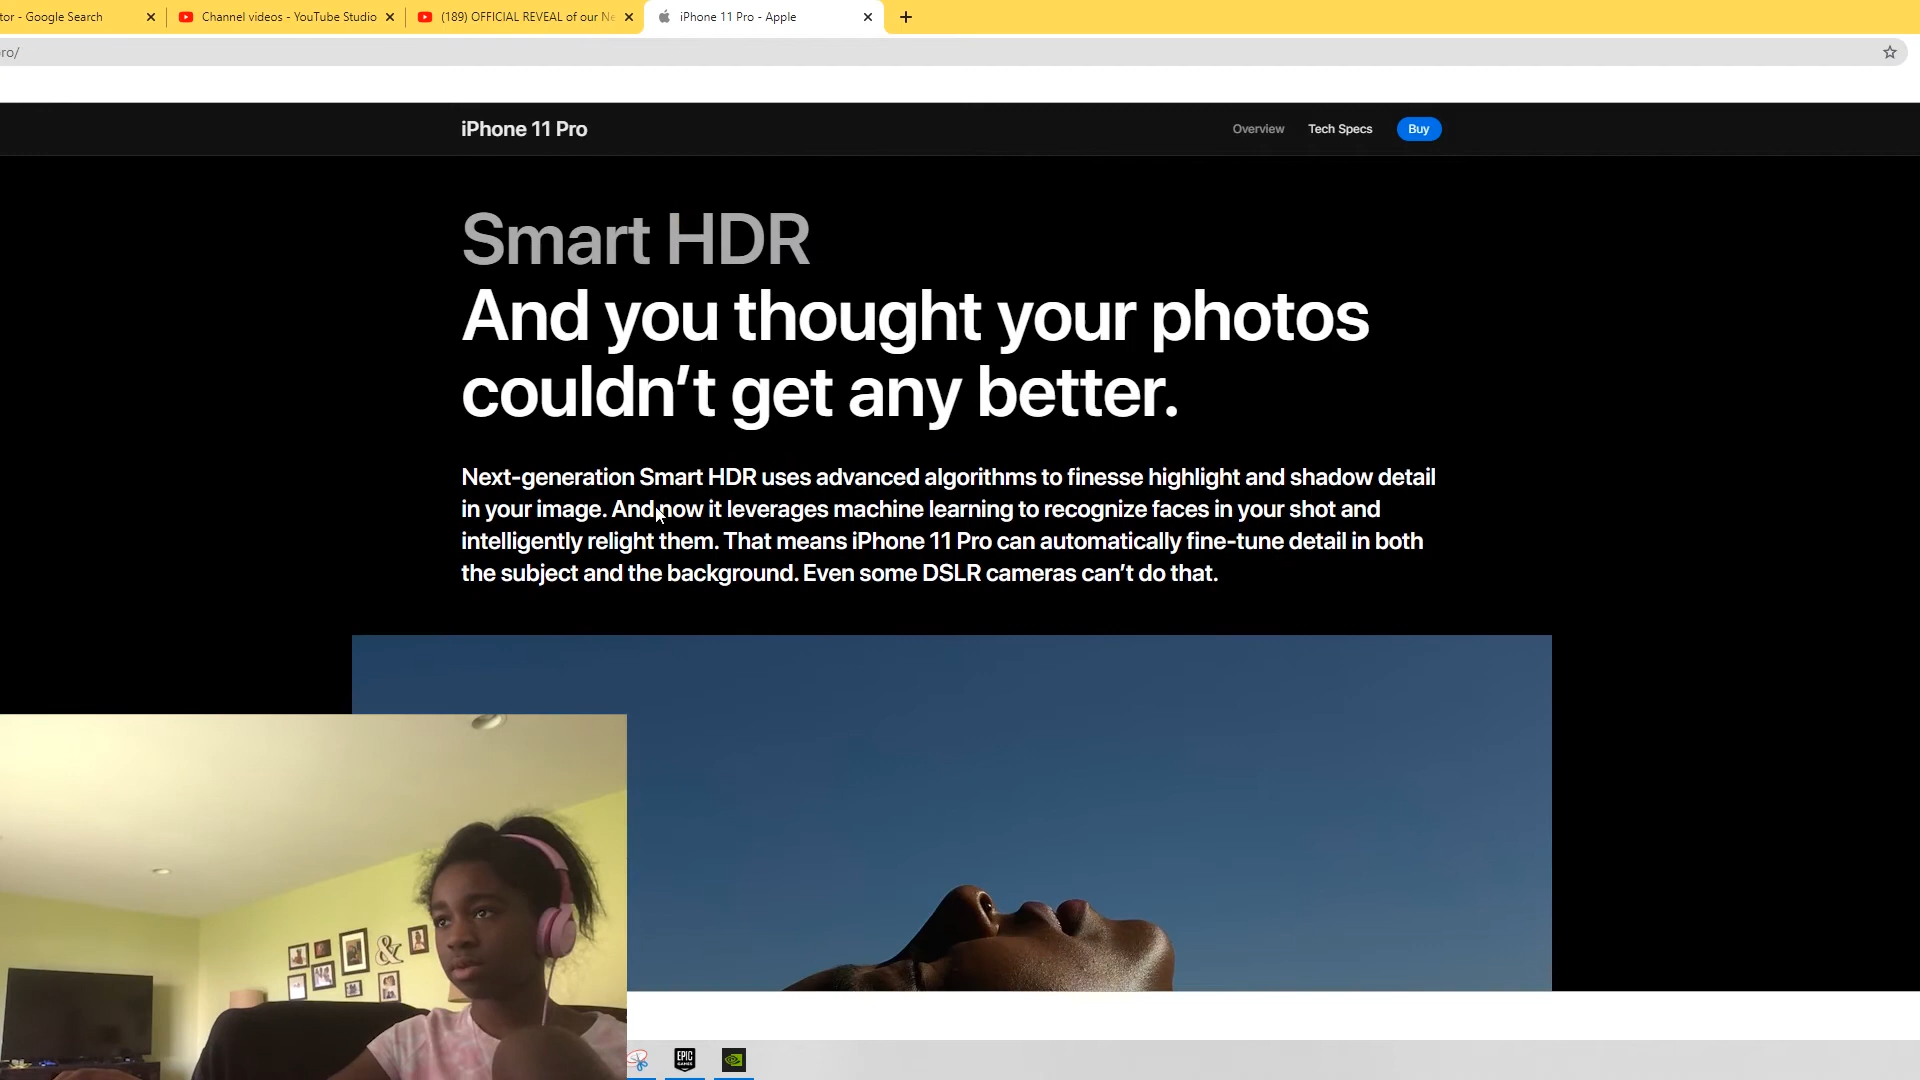 tor - Google Search
Channel videos - YouTube Studio
(189) OFFICIAL REVEAL of our Ne
iPhone 11 Pro - Apple
ro/
iPhone 11 Pro
Overview
Tech Specs
Buy
Smart HDR
And you thought your photos
couldn’t get any better.
Next-generation Smart HDR uses advanced algorithms to finesse highlight and shadow detail
in your image. And now it leverages machine learning to recognize faces in your shot and
intelligently relight them. That means iPhone 11 Pro can automatically fine-tune detail in both
the subject and the background. Even some DSLR cameras can’t do that.
&
EPIC
GAMES